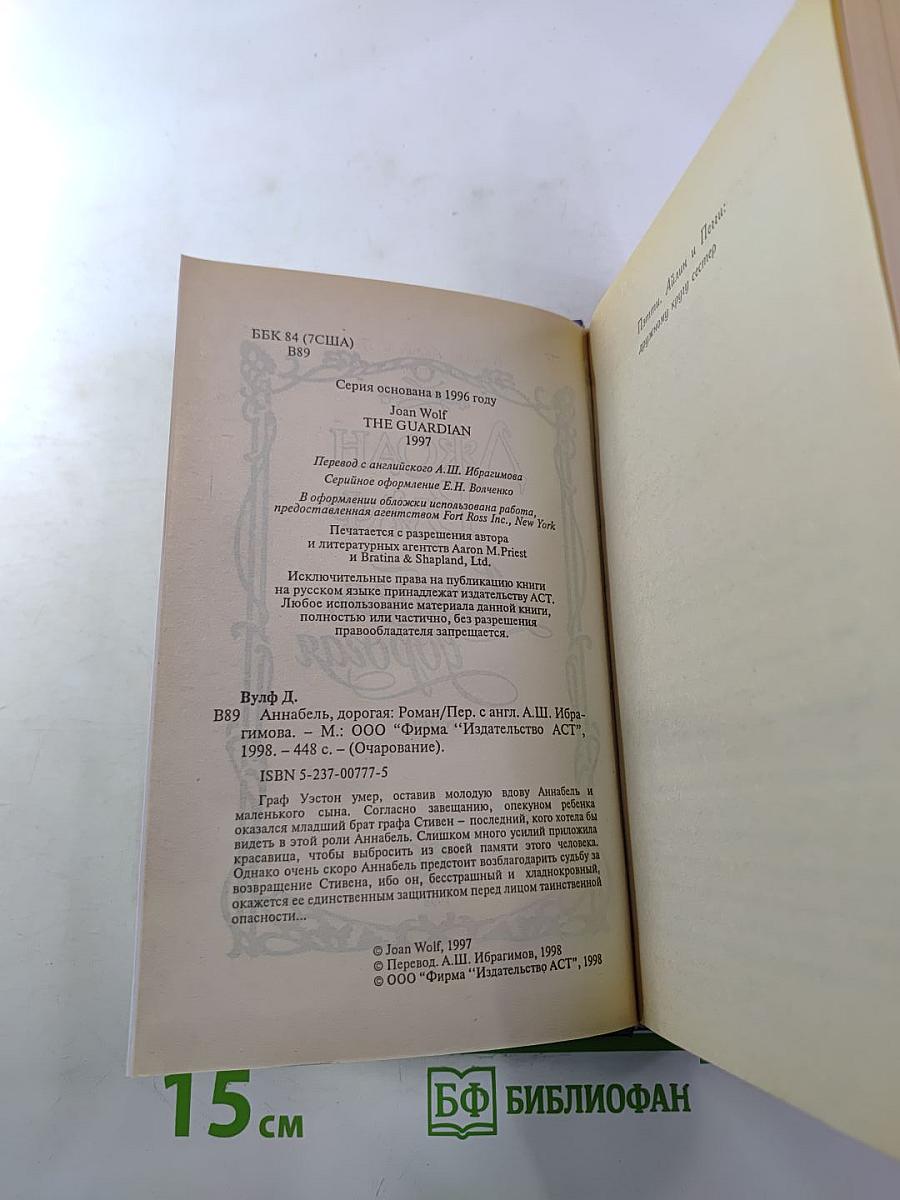 ББК 84 (7США)
В89
Серия основана в 1996 году
Joan Wolf
THE GUARDIAN
1997
Перевод с английского А.Ш. Ибрагимова
Серийное оформление Е.Н. Волченко
В оформлении обложки использована работа,
предоставленная агентством Fort Ross Inc., New York
Печатается с разрешения автора
и литературных агентств Aaron M.Priest
и Bratina & Shapland, Ltd.
Исключительные права на публикацию книги
на русском языке принадлежат издательству АСТ.
Любое использование материала данной книги,
полностью или частично, без разрешения
правообладателя запрещается.
Вулф Д.
В89 Аннабель, дорогая: Роман/Пер. с англ. А.Ш. Ибра-
гимова. – М.: ООО “Фирма “Издательство АСТ”,
1998. – 448 с. – (Очарование).
ISBN 5-237-00777-5
Граф Уэстон умер, оставив молодую вдову Аннабель и
маленького сына. Согласно завещанию, опекуном ребенка
оказался младший брат графа Стивен – последний, кого хотела бы
видеть в этой роли Аннабель. Слишком много усилий приложила
красавица, чтобы выбросить из своей памяти этого человека.
Однако очень скоро Аннабель предстоит возблагодарить судьбу за
возвращение Стивена, ибо он, бесстрашный и хладнокровный,
окажется ее единственным защитником перед лицом таинственной
опасности...
© Joan Wolf, 1997
© Перевод. А.Ш. Ибрагимов, 1998
© ООО “Фирма “Издательство АСТ”, 1998
Пэтти, Айлин и Пегги:
дружному кругу сестер
15 см
БФ БИБЛИОФАН